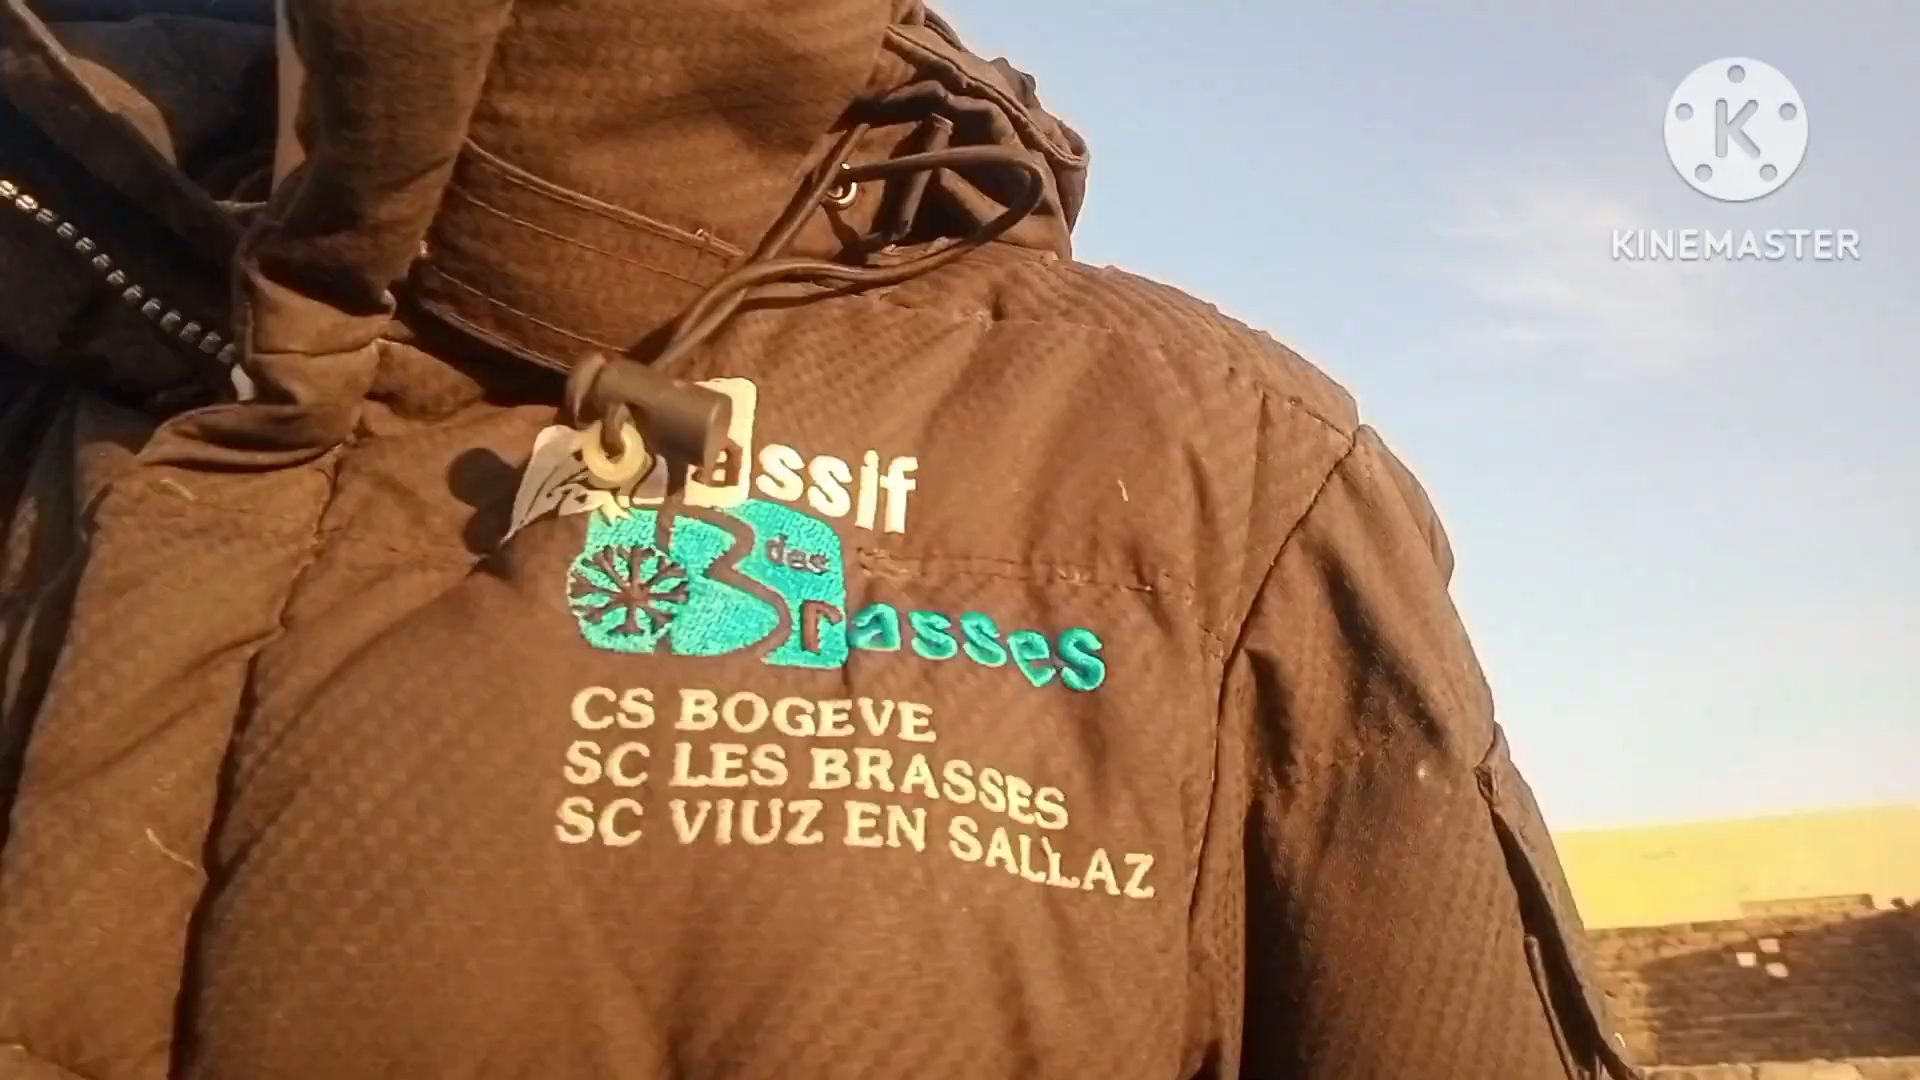 K
KINEMASTER
assif
des
Brasses
CS BOGEVE
SC LES BRASSES
SC VIUZ EN SALLAZ